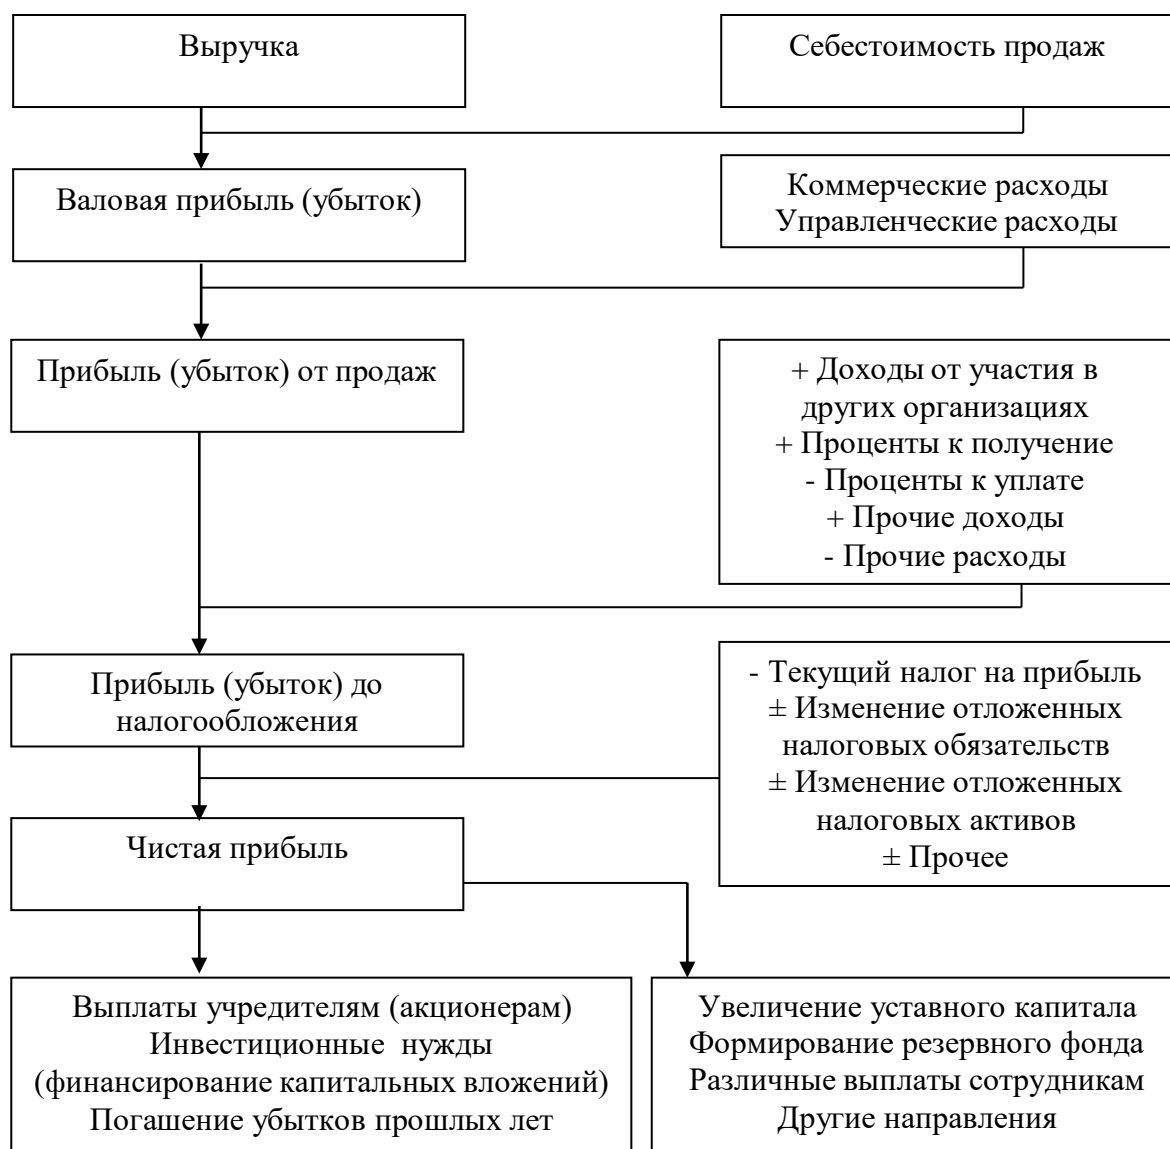 Выручка
Себестоимость продаж
Валовая прибыль (убыток)
Коммерческие расходы
Управленческие расходы
Прибыль (убыток) от продаж
+ Доходы от участия в
других организациях
+ Проценты к получение
- Проценты к уплате
+ Прочие доходы
- Прочие расходы
Прибыль (убыток) до
налогообложения
- Текущий налог на прибыль
± Изменение отложенных
налоговых обязательств
± Изменение отложенных
налоговых активов
± Прочее
Чистая прибыль
Выплаты учредителям (акционерам)
Инвестиционные нужды
(финансирование капитальных вложений)
Погашение убытков прошлых лет
Увеличение уставного капитала
Формирование резервного фонда
Различные выплаты сотрудникам
Другие направления